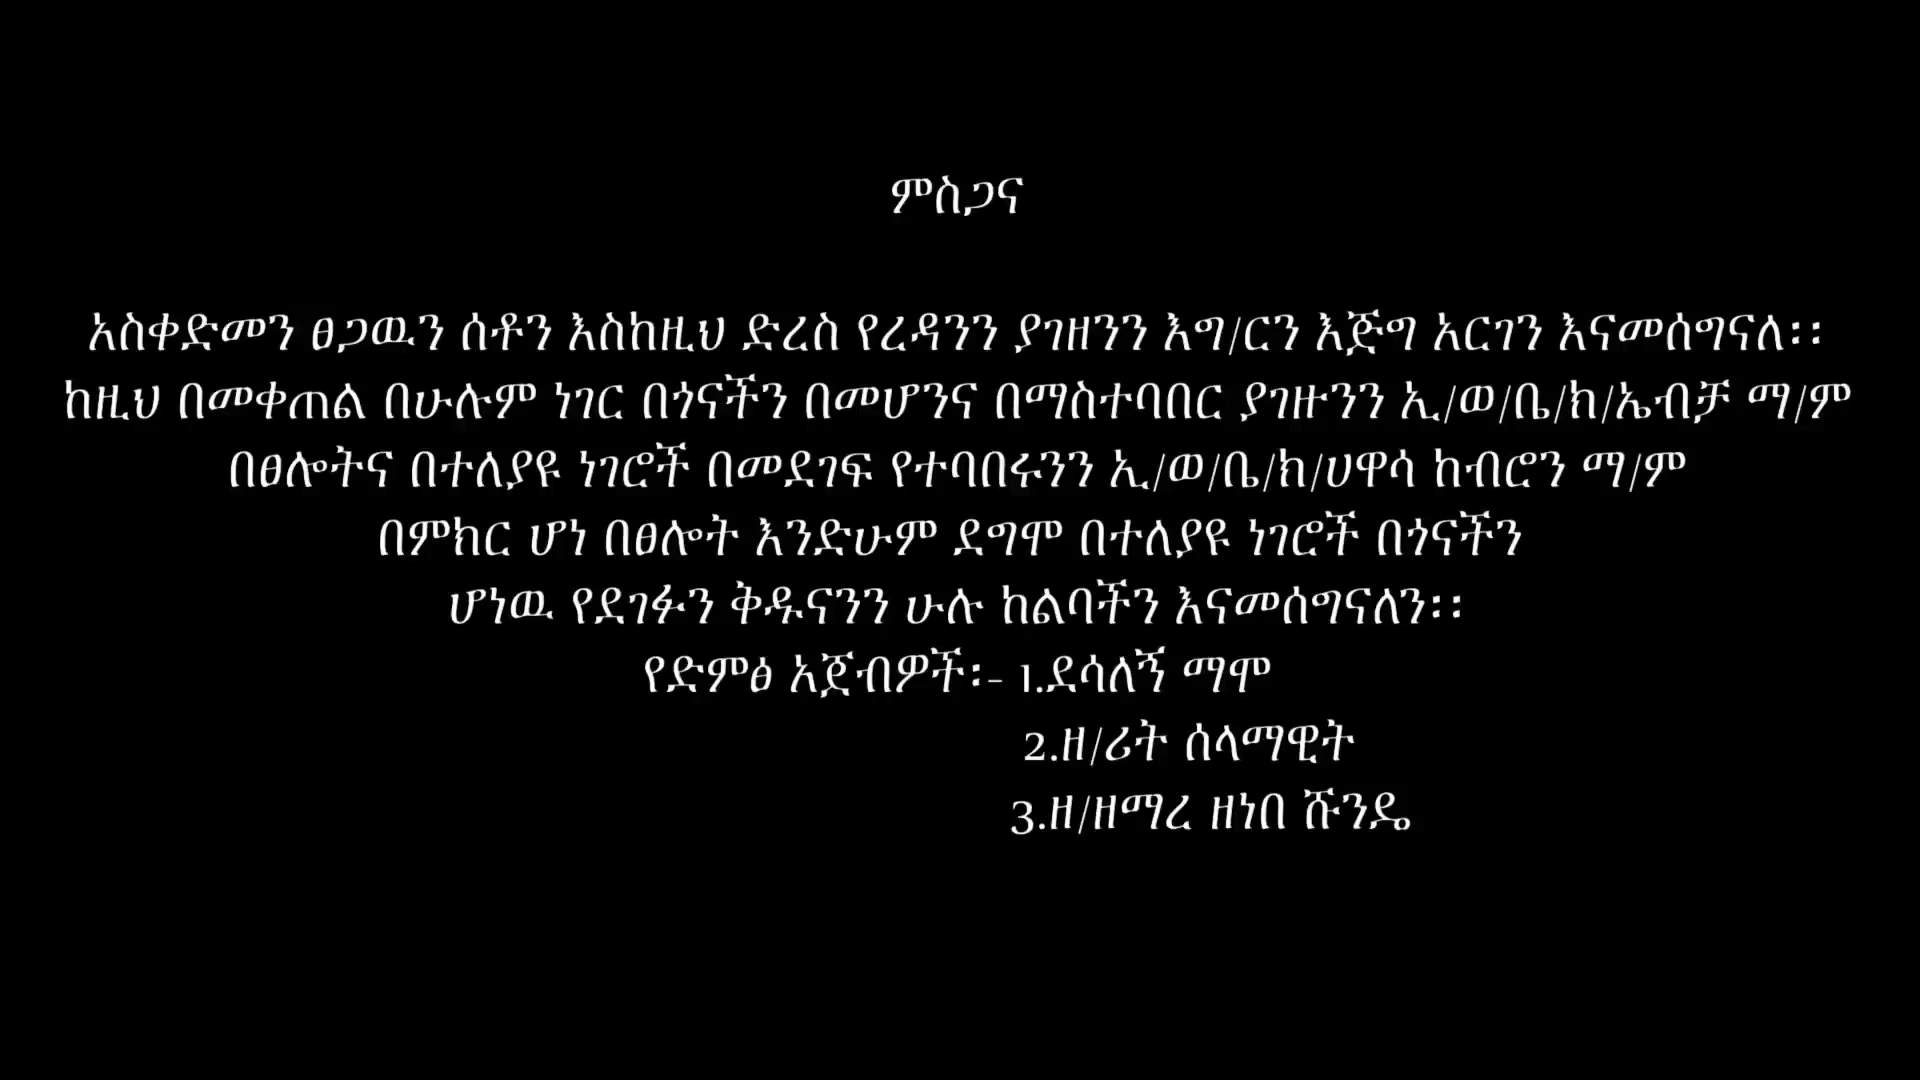 ምስጋና
አስቀድመን ፀጋዉን ሰቶን እስከዚህ ድረስ የረዳንን ያገዘንን እግ/ርን እጅግ አርገን እናመሰግናለ፡፡
ከዚህ በመቀጠል በሁሉም ነገር በጎናችን በመሆንና በማስተባበር ያገዙንን ኢ/ወ/ቤ/ክ/ኤብቻ ማ/ም
በፀሎትና በተለያዩ ነገሮች በመደገፍ የተባበሩንን ኢ/ወ/ቤ/ክ/ሀዋሳ ከብሮን ማ/ም
በምክር ሆነ በፀሎት እንድሁም ደግሞ በተለያዩ ነገሮች በጎናችን
ሆነዉ የደገፉን ቅዱናንን ሁሉ ከልባችን እናመሰግናለን፡፡
የድምፅ አጀብዎች፡- 1.ደሳለኝ ማሞ
2.ዘ/ሪት ሰላማዊት
3.ዘ/ዘማረ ዘነበ ሹንዴ